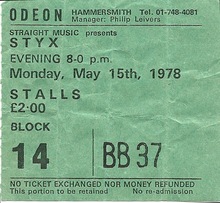 ODEON HAMMERSMITH Tel. 01-748-4081
Manager: Philip Leivers
STRAIGHT MUSIC presents
STYX
EVENING 8-0 p.m.
Monday, May 15th, 1978
STALLS
£2·00
BLOCK
14 BB37
NO TICKET EXCHANGED NOR MONEY REFUNDED
This portion to be retained No re-admission